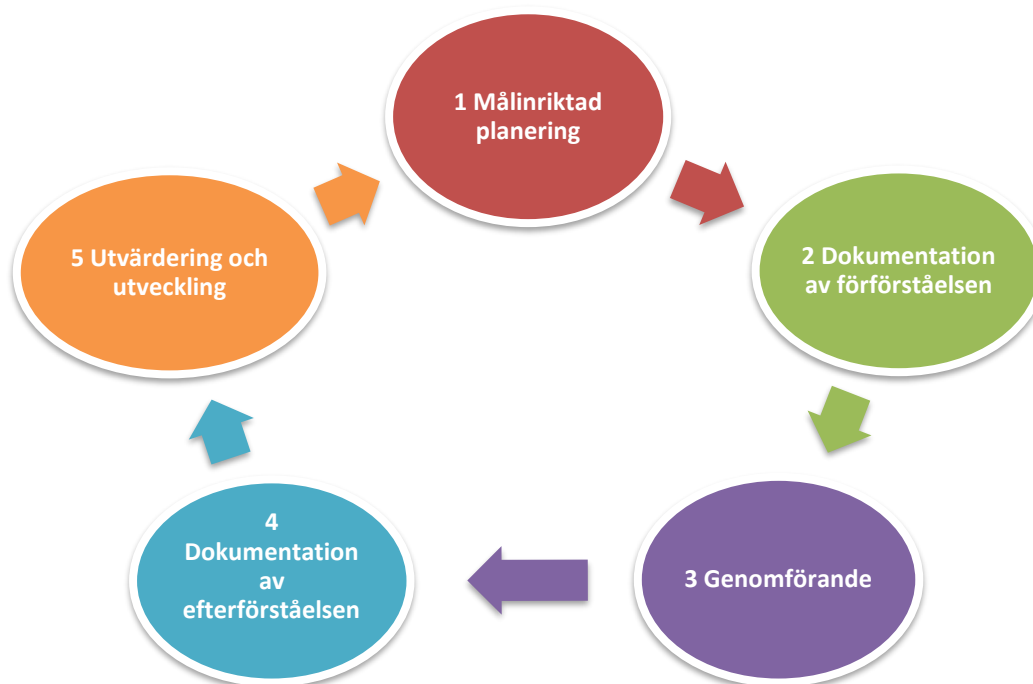 1 Målinriktad
planering
2 Dokumentation
av förförståelsen
3 Genomförande
4
Dokumentation
av
efterförståelsen
5 Utvärdering och
utveckling